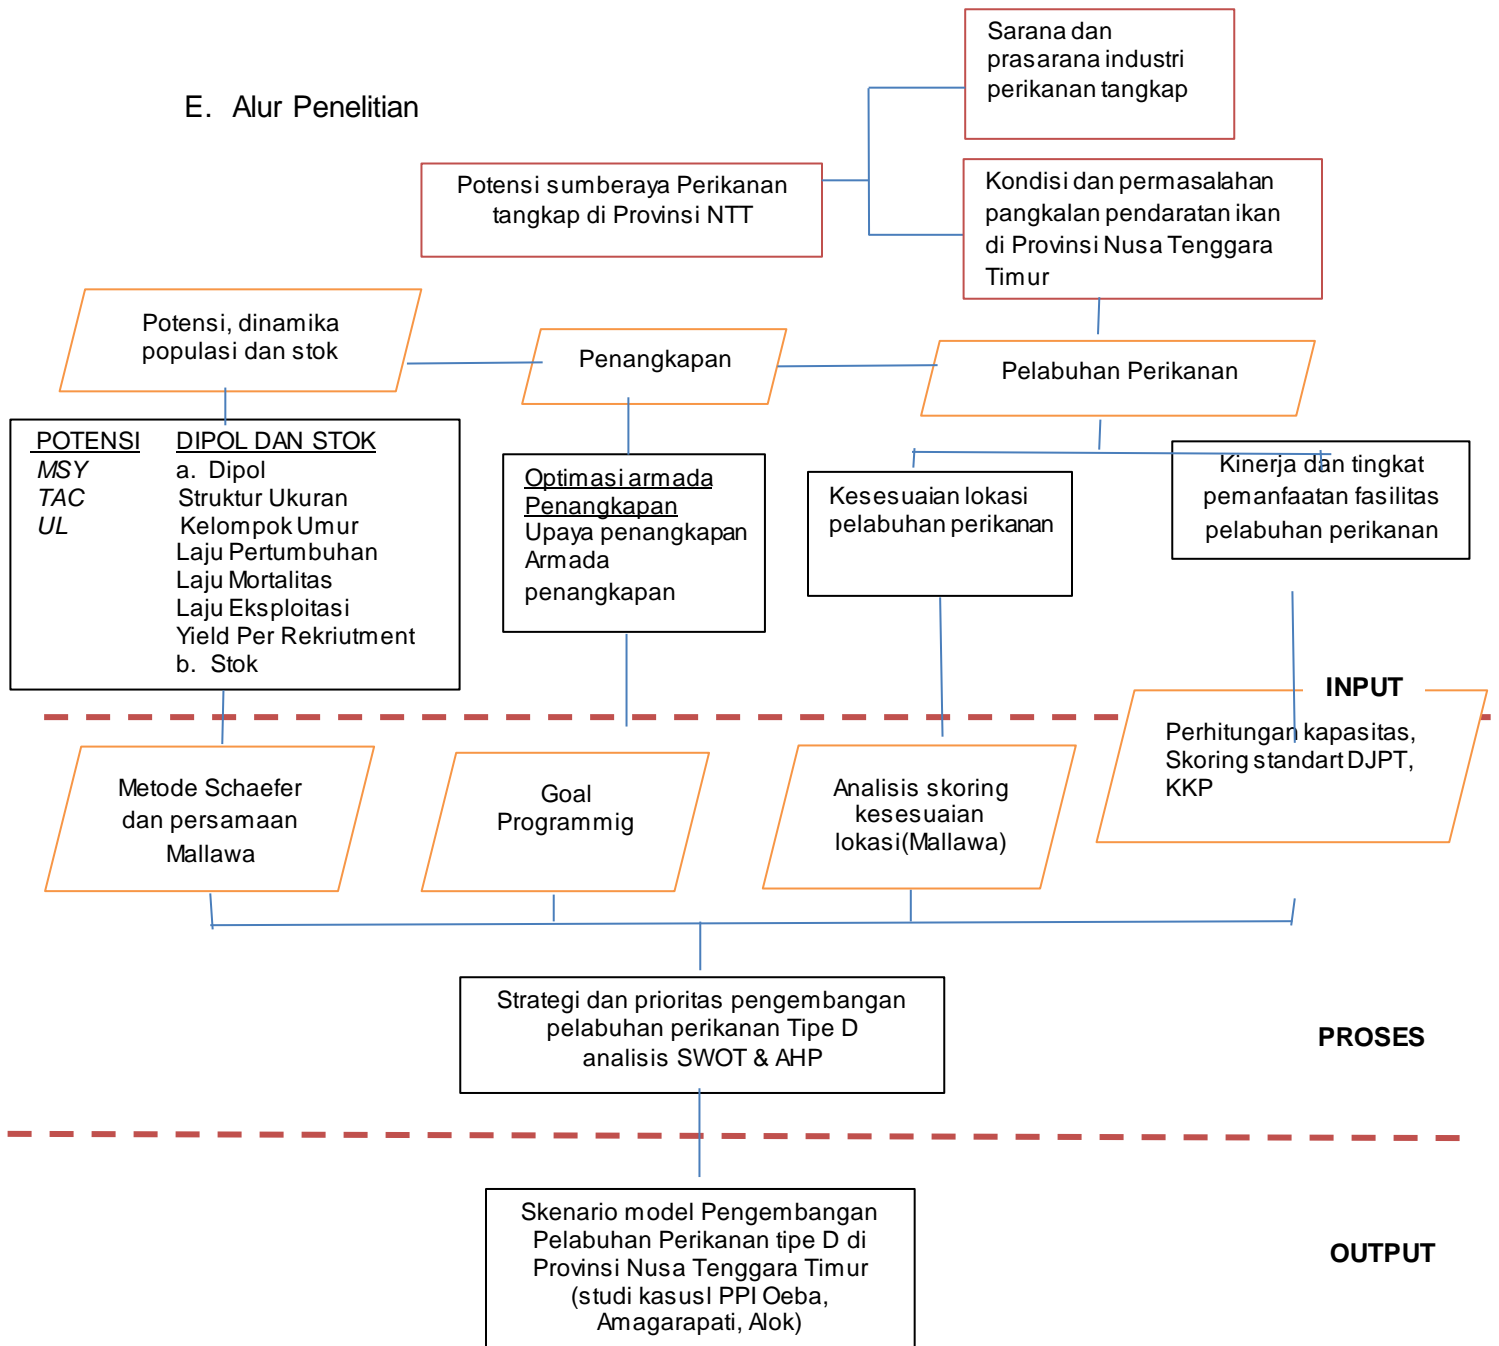 Sarana dan
prasarana industri
perikanan tangkap
E. Alur Penelitian
Potensi sumberaya Perikanan
tangkap di Provinsi NTT
Kondisi dan permasalahan
pangkalan pendaratan ikan
di Provinsi Nusa Tenggara
Timur
Potensi, dinamika
populasi dan stok
Penangkapan
Pelabuhan Perikanan
POTENSI DIPOL DAN STOK
MSY a. Dipol
TAC Struktur Ukuran
UL Kelompok Umur
Laju Pertumbuhan
Laju Mortalitas
Laju Eksploitasi
Yield Per Rekriutment
b. Stok
Optimasi armada
Penangkapan
Upaya penangkapan
Armada
penangkapan
Kesesuaian lokasi
pelabuhan perikanan
Kinerja dan tingkat
pemanfaatan fasilitas
pelabuhan perikanan
INPUT
Metode Schaefer
dan persamaan
Mallawa
Goal
Programmig
Analisis skoring
kesesuaian
lokasi(Mallawa)
Perhitungan kapasitas,
Skoring standart DJPT,
KKP
Strategi dan prioritas pengembangan
pelabuhan perikanan Tipe D
analisis SWOT & AHP
PROSES
Skenario model Pengembangan
Pelabuhan Perikanan tipe D di
Provinsi Nusa Tenggara Timur
(studi kasusI PPI Oeba,
Amagarapati, Alok)
OUTPUT